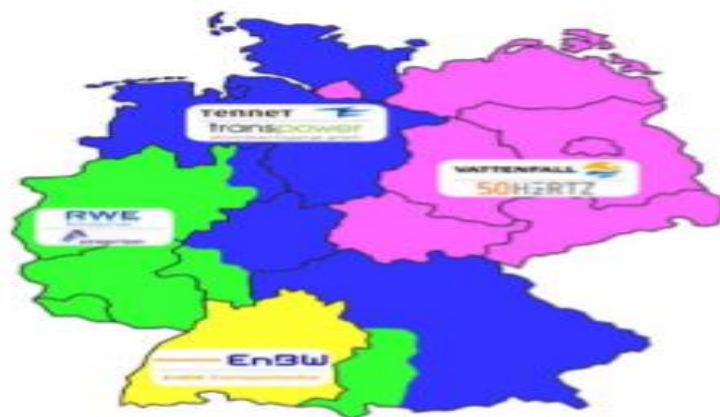 TenneT
transpower
VATTENFALL
50HERTZ
RWE
EnBW